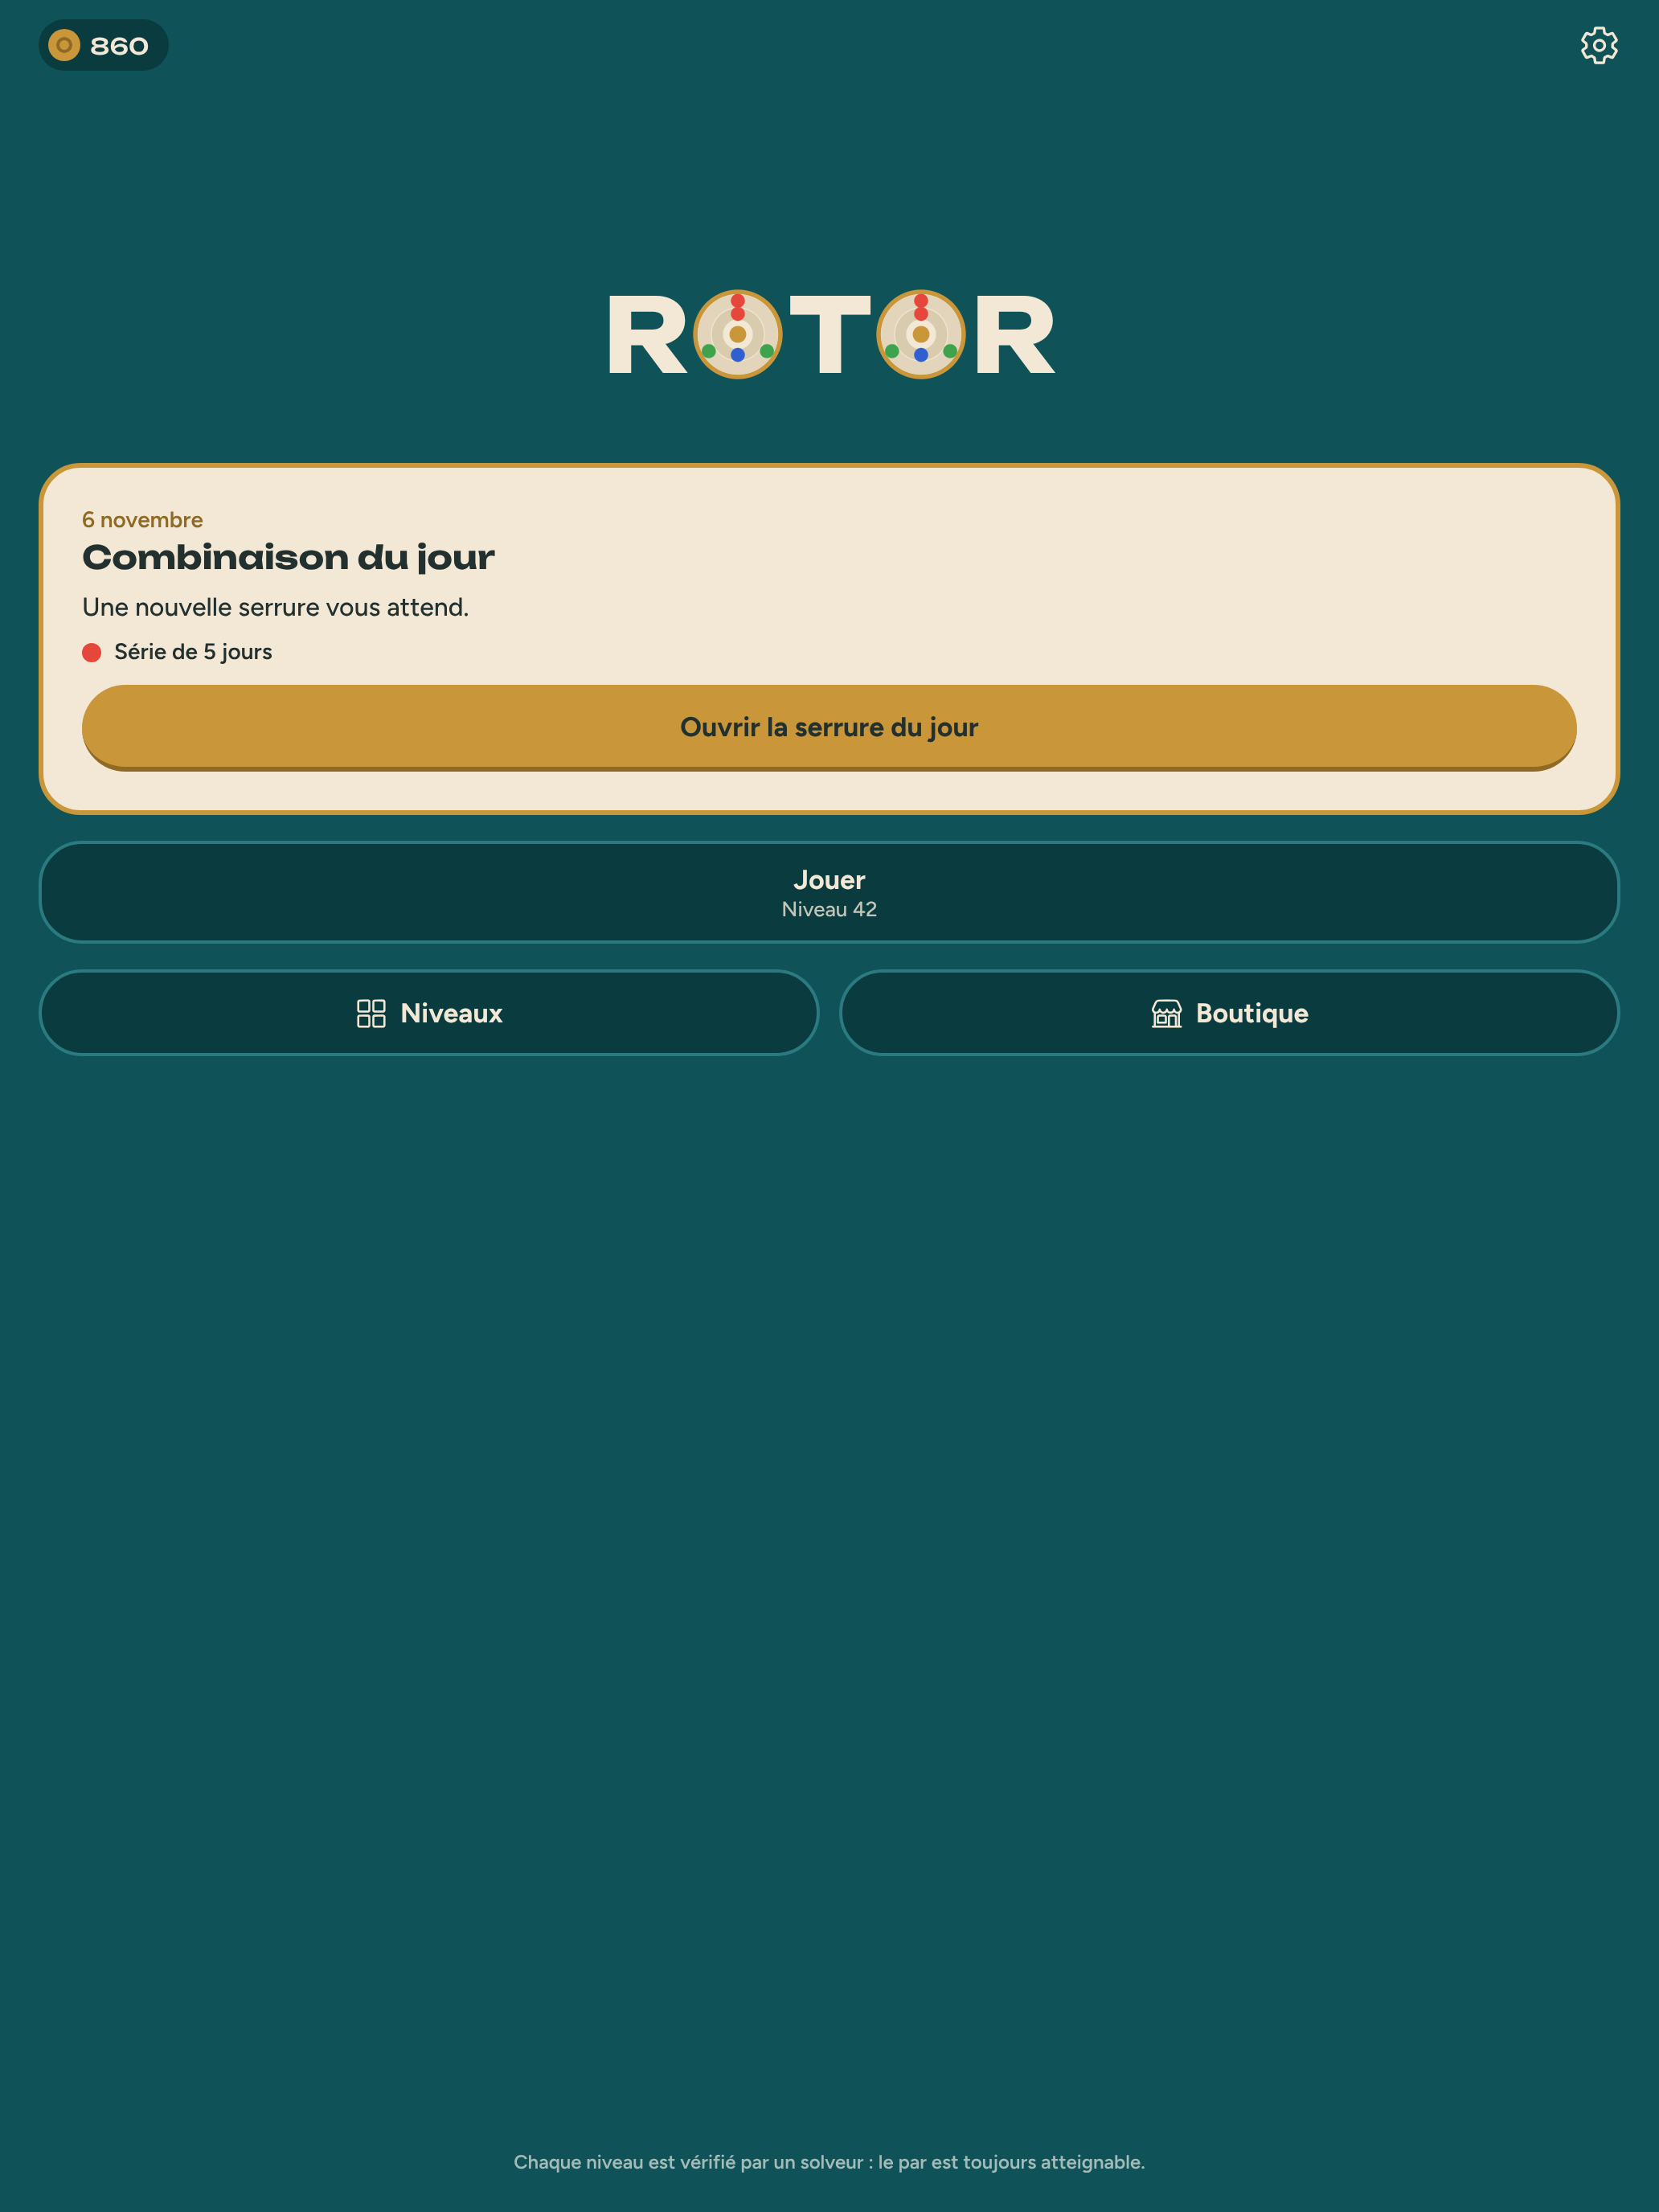 860
ROTOR
6 novembre
Combinaison du jour
Une nouvelle serrure vous attend.
Série de 5 jours
Ouvrir la serrure du jour
Jouer
Niveau 42
Niveaux
Boutique
Chaque niveau est vérifié par un solveur : le par est toujours atteignable.